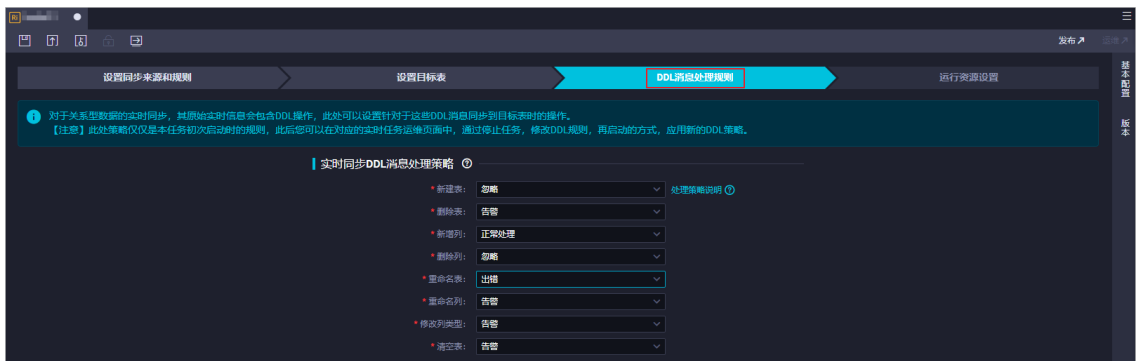 Ri
发布
运维
设置同步来源和规则
设置目标表
DDL消息处理规则
运行资源设置
基本配置
版本
对于关系型数据的实时同步，其原始实时信息会包含DDL操作，此处可以设置针对于这些DDL消息同步到目标表时的操作。
【注意】此处策略仅仅是本任务初次启动时的规则，此后您可以在对应的实时任务运维页面中，通过停止任务，修改DDL规则，再启动的方式，应用新的DDL策略。
实时同步DDL消息处理策略
* 新建表: 忽略 处理策略说明
* 删除表: 告警
* 新增列: 正常处理
* 删除列: 忽略
* 重命名表: 出错
* 重命名列: 告警
* 修改列类型: 告警
* 清空表: 告警